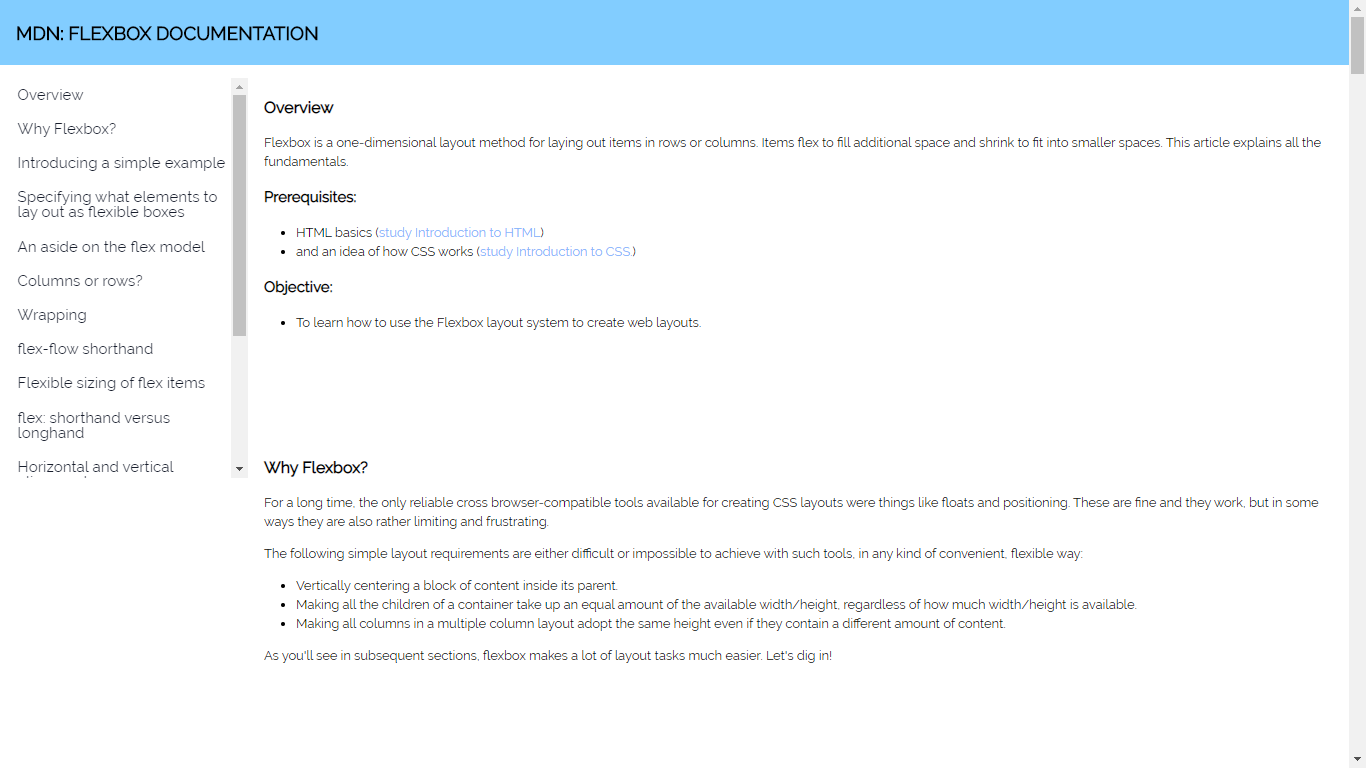 MDN: FLEXBOX DOCUMENTATION
Overview
Why Flexbox?
Introducing a simple example
Specifying what elements to
lay out as flexible boxes
An aside on the flex model
Columns or rows?
Wrapping
flex-flow shorthand
Flexible sizing of flex items
flex: shorthand versus
longhand
Horizontal and vertical
Overview
Flexbox is a one-dimensional layout method for laying out items in rows or columns. Items flex to fill additional space and shrink to fit into smaller spaces. This article explains all the
fundamentals.
Prerequisites:
• HTML basics (study Introduction to HTML)
• and an idea of how CSS works (study Introduction to CSS.)
Objective:
• To learn how to use the Flexbox layout system to create web layouts.
Why Flexbox?
For a long time, the only reliable cross browser-compatible tools available for creating CSS layouts were things like floats and positioning. These are fine and they work, but in some
ways they are also rather limiting and frustrating.
The following simple layout requirements are either difficult or impossible to achieve with such tools, in any kind of convenient, flexible way:
• Vertically centering a block of content inside its parent.
• Making all the children of a container take up an equal amount of the available width/height, regardless of how much width/height is available.
• Making all columns in a multiple column layout adopt the same height even if they contain a different amount of content.
As you'll see in subsequent sections, flexbox makes a lot of layout tasks much easier. Let's dig in!